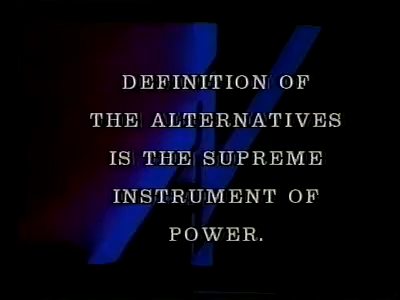 DEFINITION OF
THE ALTERNATIVES
IS THE SUPREME
INSTRUMENT OF
POWER.